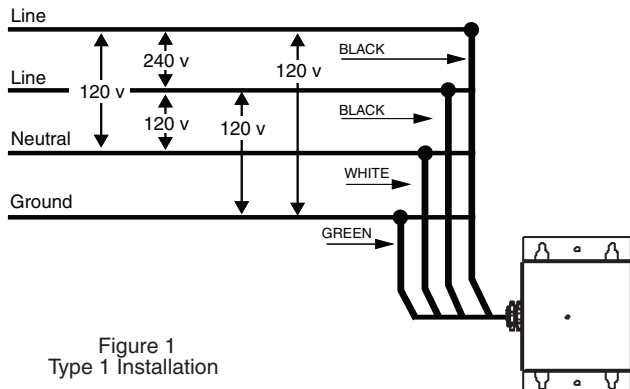 Line
BLACK
240 v
120 v
Line
120 v
120 v
120 v
BLACK
Neutral
WHITE
Ground
GREEN
Figure 1
Type 1 Installation